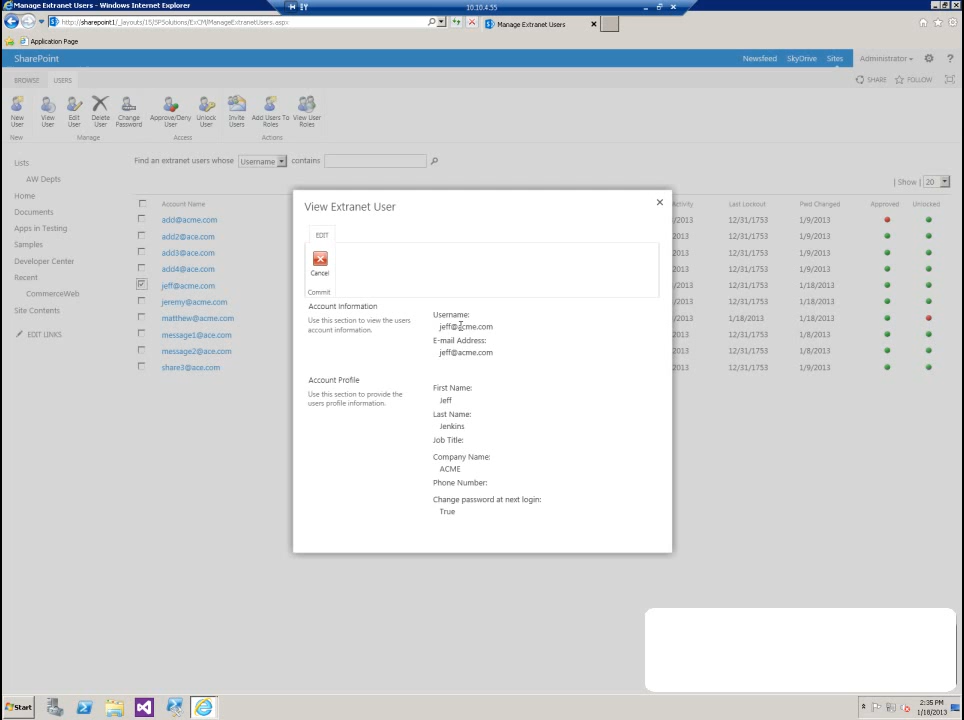 Manage Extranet Users - Windows Internet Explorer
10.10.4.55
http://sharepoint1/_layouts/15/SPSolutions/ExCM/ManageExtranetUsers.aspx
Manage Extranet Users
Application Page
SharePoint
Newsfeed SkyDrive Sites Administrator ?
BROWSE USERS
SHARE FOLLOW
New User
View User
Edit User
Delete User
Change Password
Approve/Deny User
Unlock User
Invite Users
Add Users To Roles
View User Roles
New Manage Access Actions
Find an extranet users whose Username contains
| Show | 20
Lists
AW Depts
Home
Documents
Apps in Testing
Samples
Developer Center
Recent
CommerceWeb
Site Contents
EDIT LINKS
Account Name Last Lockout Pwd Changed Approved Unlocked
add@acme.com /2013 12/31/1753 1/9/2013
add2@ace.com 2013 12/31/1753 1/9/2013
add3@ace.com 2013 12/31/1753 1/9/2013
add4@ace.com 2013 12/31/1753 1/9/2013
jeff@acme.com /2013 12/31/1753 1/18/2013
jeremy@acme.com /2013 12/31/1753 1/18/2013
matthew@acme.com /2013 1/18/2013 1/18/2013
message1@ace.com 2013 12/31/1753 1/8/2013
message2@ace.com 2013 12/31/1753 1/8/2013
share3@ace.com 2013 12/31/1753 1/9/2013
View Extranet User
EDIT
Cancel
Commit
Account Information
Use this section to view the users
account information.
Username:
jeff@acme.com
E-mail Address:
jeff@acme.com
Account Profile
Use this section to provide the
users profile information.
First Name:
Jeff
Last Name:
Jenkins
Job Title:
Company Name:
ACME
Phone Number:
Change password at next login:
True
Start
2:35 PM
1/18/2013